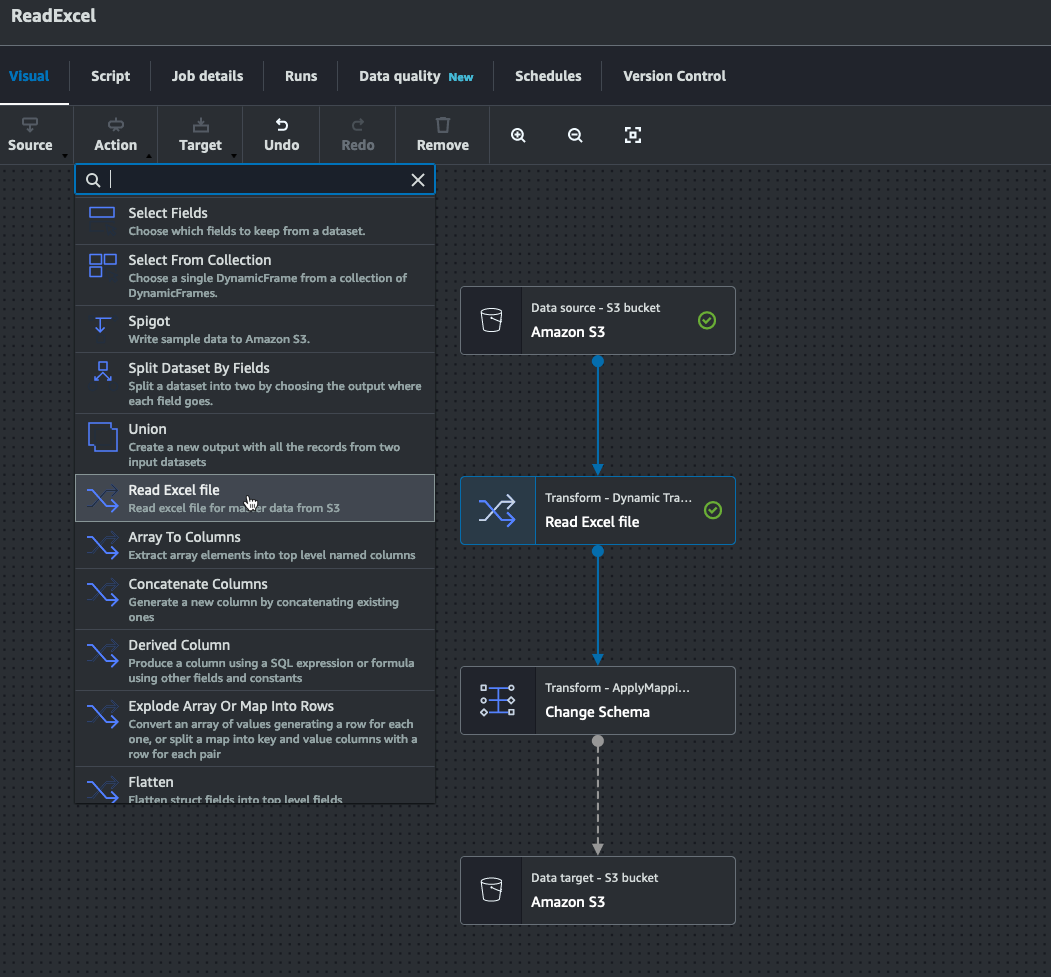 ReadExcel
Visual
Script
Job details
Runs
Data quality New
Schedules
Version Control
Source
Action
Target
Undo
Redo
Remove
Select Fields
Choose which fields to keep from a dataset.
Select From Collection
Choose a single DynamicFrame from a collection of
DynamicFrames.
Spigot
Write sample data to Amazon S3.
Split Dataset By Fields
Split a dataset into two by choosing the output where
each field goes.
Union
Create a new output with all the records from two
input datasets
Read Excel file
Read excel file for master data from S3
Array To Columns
Extract array elements into top level named columns
Concatenate Columns
Generate a new column by concatenating existing
ones
Derived Column
Produce a column using a SQL expression or formula
using other fields and constants
Explode Array Or Map Into Rows
Convert an array of values generating a row for each
one, or split a map into key and value columns with a
row for each pair
Flatten
Flatten struct fields into top level fields
Data source - S3 bucket
Amazon S3
Transform - Dynamic Tra...
Read Excel file
Transform - ApplyMappi...
Change Schema
Data target - S3 bucket
Amazon S3